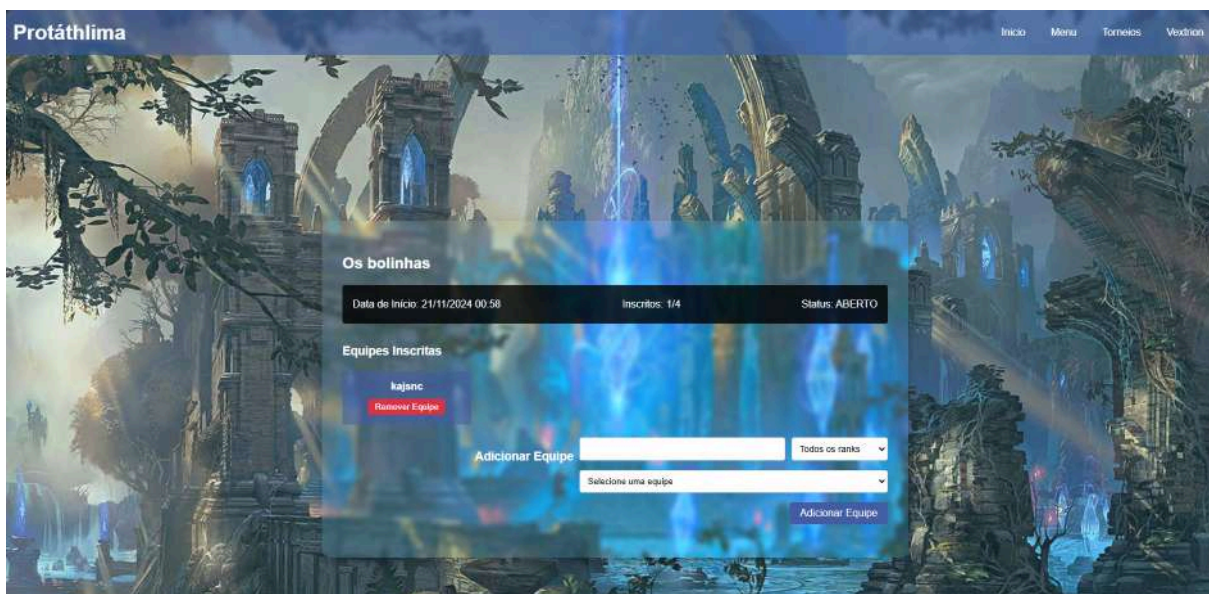 Protáthlima
Inicio Menu Torneios Vextrion
Os bolinhas
Data de Início: 21/11/2024 00:58 Inscritos: 1/4 Status: ABERTO
Equipes Inscritas
kajsnc
Remover Equipe
Adicionar Equipe Todos os ranks
Selecione uma equipe
Adicionar Equipe